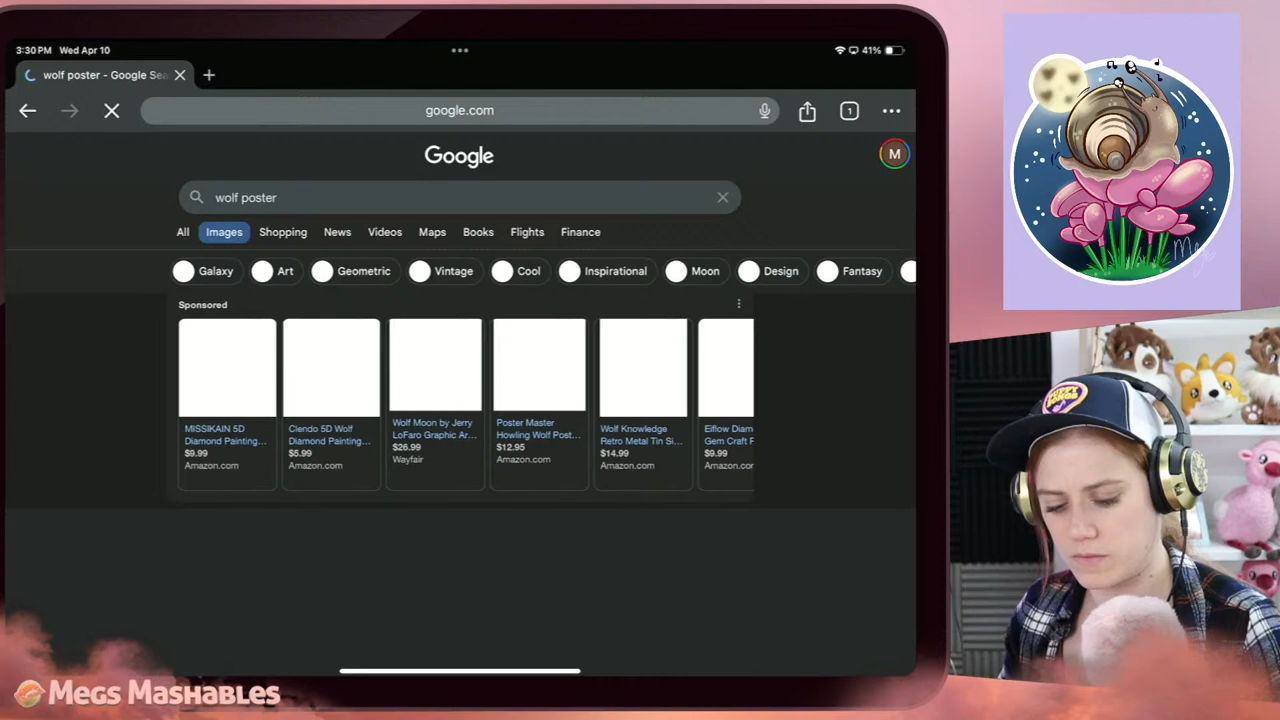 3:30 PM Wed Apr 10
41%
wolf poster - Google Sea
google.com
1
Google
M
wolf poster
All Images Shopping News Videos Maps Books Flights Finance
Galaxy Art Geometric Vintage Cool Inspirational Moon Design Fantasy
Sponsored
MISSIKAIN 5D
Diamond Painting...
$9.99
Amazon.com
Ciendo 5D Wolf
Diamond Painting...
$5.99
Amazon.com
Wolf Moon by Jerry
LoFaro Graphic Ar...
$26.99
Wayfair
Poster Master
Howling Wolf Post...
$12.95
Amazon.com
Wolf Knowledge
Retro Metal Tin Si...
$14.99
Amazon.com
Eiflow Diam
Gem Craft F
$9.99
Amazon.com
Megs Mashables